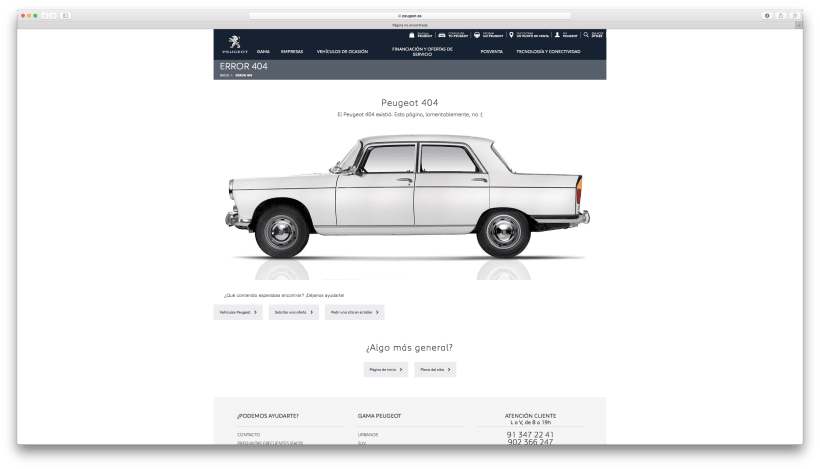 peugeot.es
Página no encontrada
PEUGEOT
GAMA
EMPRESAS
VEHÍCULOS DE OCASIÓN
FINANCIACIÓN Y OFERTAS DE
SERVICIO
POSVENTA
TECNOLOGÍA Y CONECTIVIDAD
ERROR 404
INICIO
ERROR 404
Peugeot 404
El Peugeot 404 existió. Esta página, lamentablemente, no :(
¿Qué contenido esperabas encontrar? ¡Déjanos ayudarte!
Vehículos Peugeot
Solicitar una oferta
Pedir una cita en el taller
¿Algo más general?
Página de inicio
Plano del sitio
¿PODEMOS AYUDARTE?
GAMA PEUGEOT
ATENCIÓN CLIENTE
L a V, de 8 a 19h
CONTACTO
URBANOS
91 347 22 41
PREGUNTAS FRECUENTES (FAQS)
SUV
902 366 247